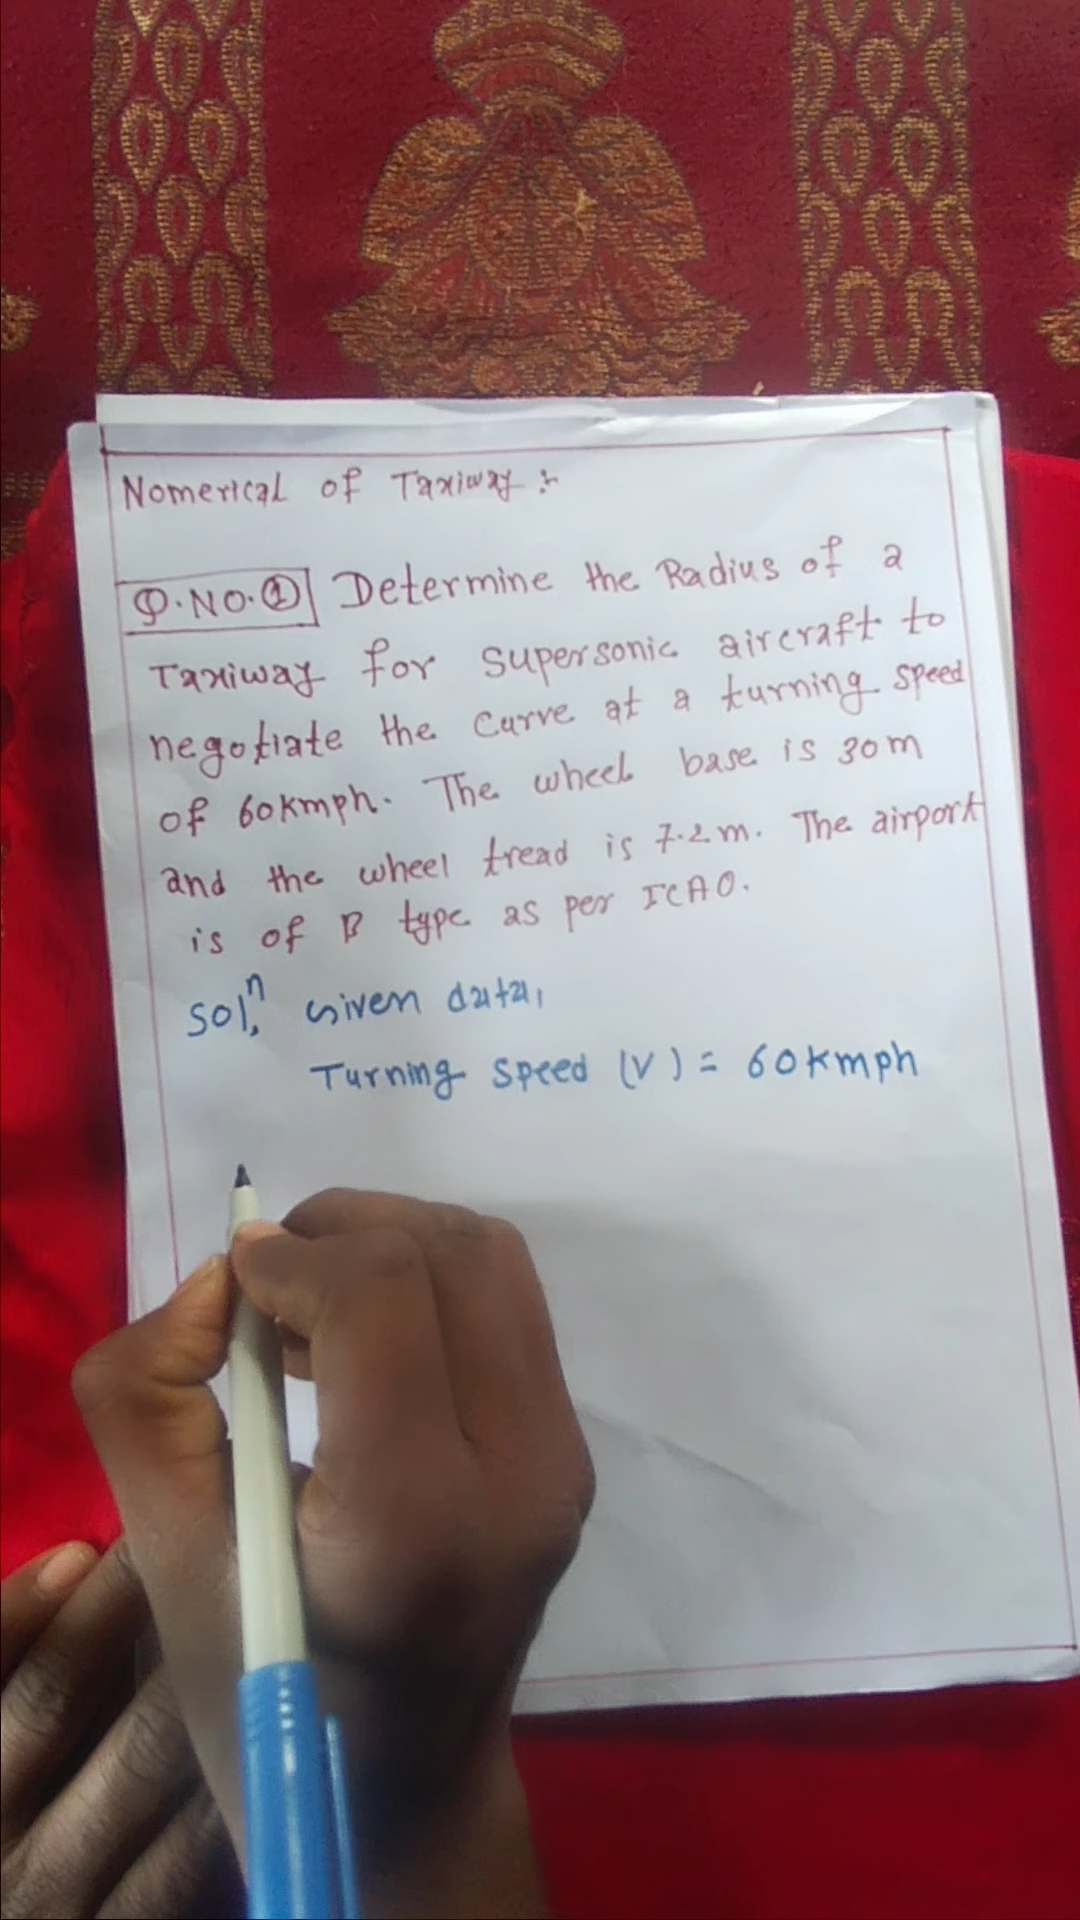 Nomerical of Taxiway :-
Q.NO.① Determine the Radius of a
Taxiway for supersonic aircraft to
negotiate the curve at a turning speed
of 60kmph. The wheel base is 30m
and the wheel tread is 7.2m. The airport
is of B type as per ICAO.
Solⁿ, Given data,
Turning speed (V) = 60kmph